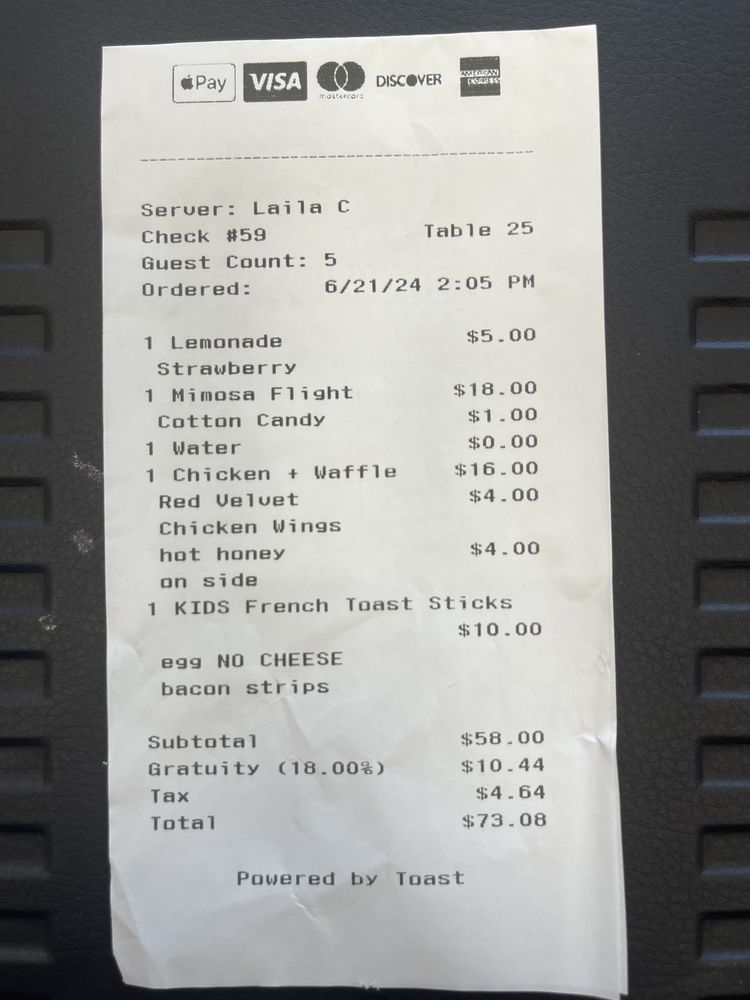 Pay VISA mastercard DISCOVER AMERICAN EXPRESS
Server: Laila C
Check #59 Table 25
Guest Count: 5
Ordered: 6/21/24 2:05 PM
1 Lemonade $5.00
Strawberry
1 Mimosa Flight $18.00
Cotton Candy $1.00
1 Water $0.00
1 Chicken + Waffle $16.00
Red Velvet $4.00
Chicken Wings
hot honey $4.00
on side
1 KIDS French Toast Sticks
$10.00
egg NO CHEESE
bacon strips
Subtotal $58.00
Gratuity (18.00%) $10.44
Tax $4.64
Total $73.08
Powered by Toast